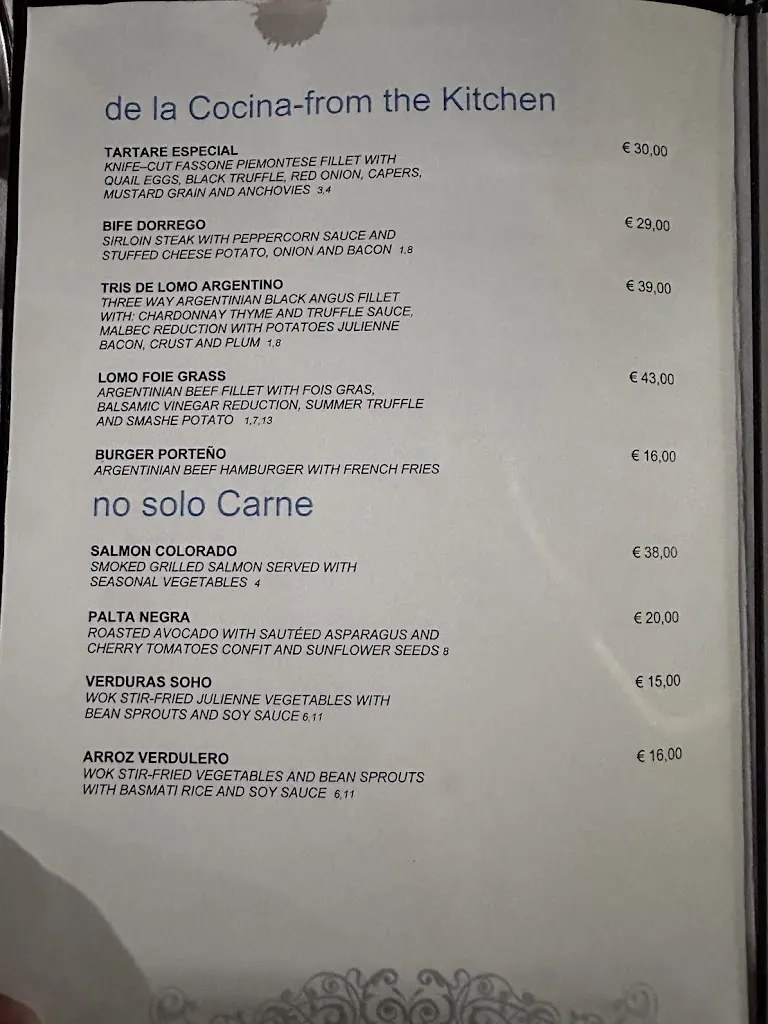 de la Cocina-from the Kitchen
TARTARE ESPECIAL € 30,00
KNIFE–CUT FASSONE PIEMONTESE FILLET WITH
QUAIL EGGS, BLACK TRUFFLE, RED ONION, CAPERS,
MUSTARD GRAIN AND ANCHOVIES 3,4
BIFE DORREGO € 29,00
SIRLOIN STEAK WITH PEPPERCORN SAUCE AND
STUFFED CHEESE POTATO, ONION AND BACON 1,8
TRIS DE LOMO ARGENTINO € 39,00
THREE WAY ARGENTINIAN BLACK ANGUS FILLET
WITH: CHARDONNAY THYME AND TRUFFLE SAUCE,
MALBEC REDUCTION WITH POTATOES JULIENNE
BACON, CRUST AND PLUM 1,8
LOMO FOIE GRASS € 43,00
ARGENTINIAN BEEF FILLET WITH FOIS GRAS,
BALSAMIC VINEGAR REDUCTION, SUMMER TRUFFLE
AND SMASHE POTATO 1,7,13
BURGER PORTEÑO € 16,00
ARGENTINIAN BEEF HAMBURGER WITH FRENCH FRIES
no solo Carne
SALMON COLORADO € 38,00
SMOKED GRILLED SALMON SERVED WITH
SEASONAL VEGETABLES 4
PALTA NEGRA € 20,00
ROASTED AVOCADO WITH SAUTÉED ASPARAGUS AND
CHERRY TOMATOES CONFIT AND SUNFLOWER SEEDS 8
VERDURAS SOHO € 15,00
WOK STIR-FRIED JULIENNE VEGETABLES WITH
BEAN SPROUTS AND SOY SAUCE 6,11
ARROZ VERDULERO € 16,00
WOK STIR-FRIED VEGETABLES AND BEAN SPROUTS
WITH BASMATI RICE AND SOY SAUCE 6,11